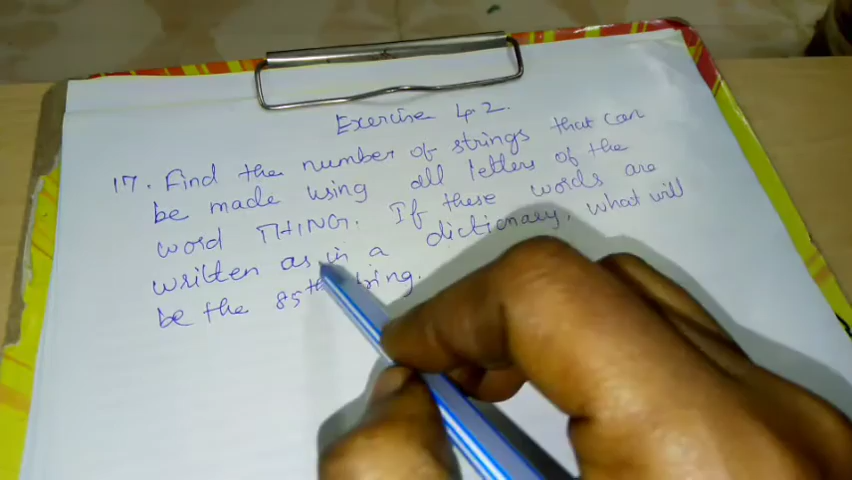 Exercise 4.2.
17. Find the number of strings that can
be made using all letters of the
word THING. If these words are
written as in a dictionary, what will
be the 85th